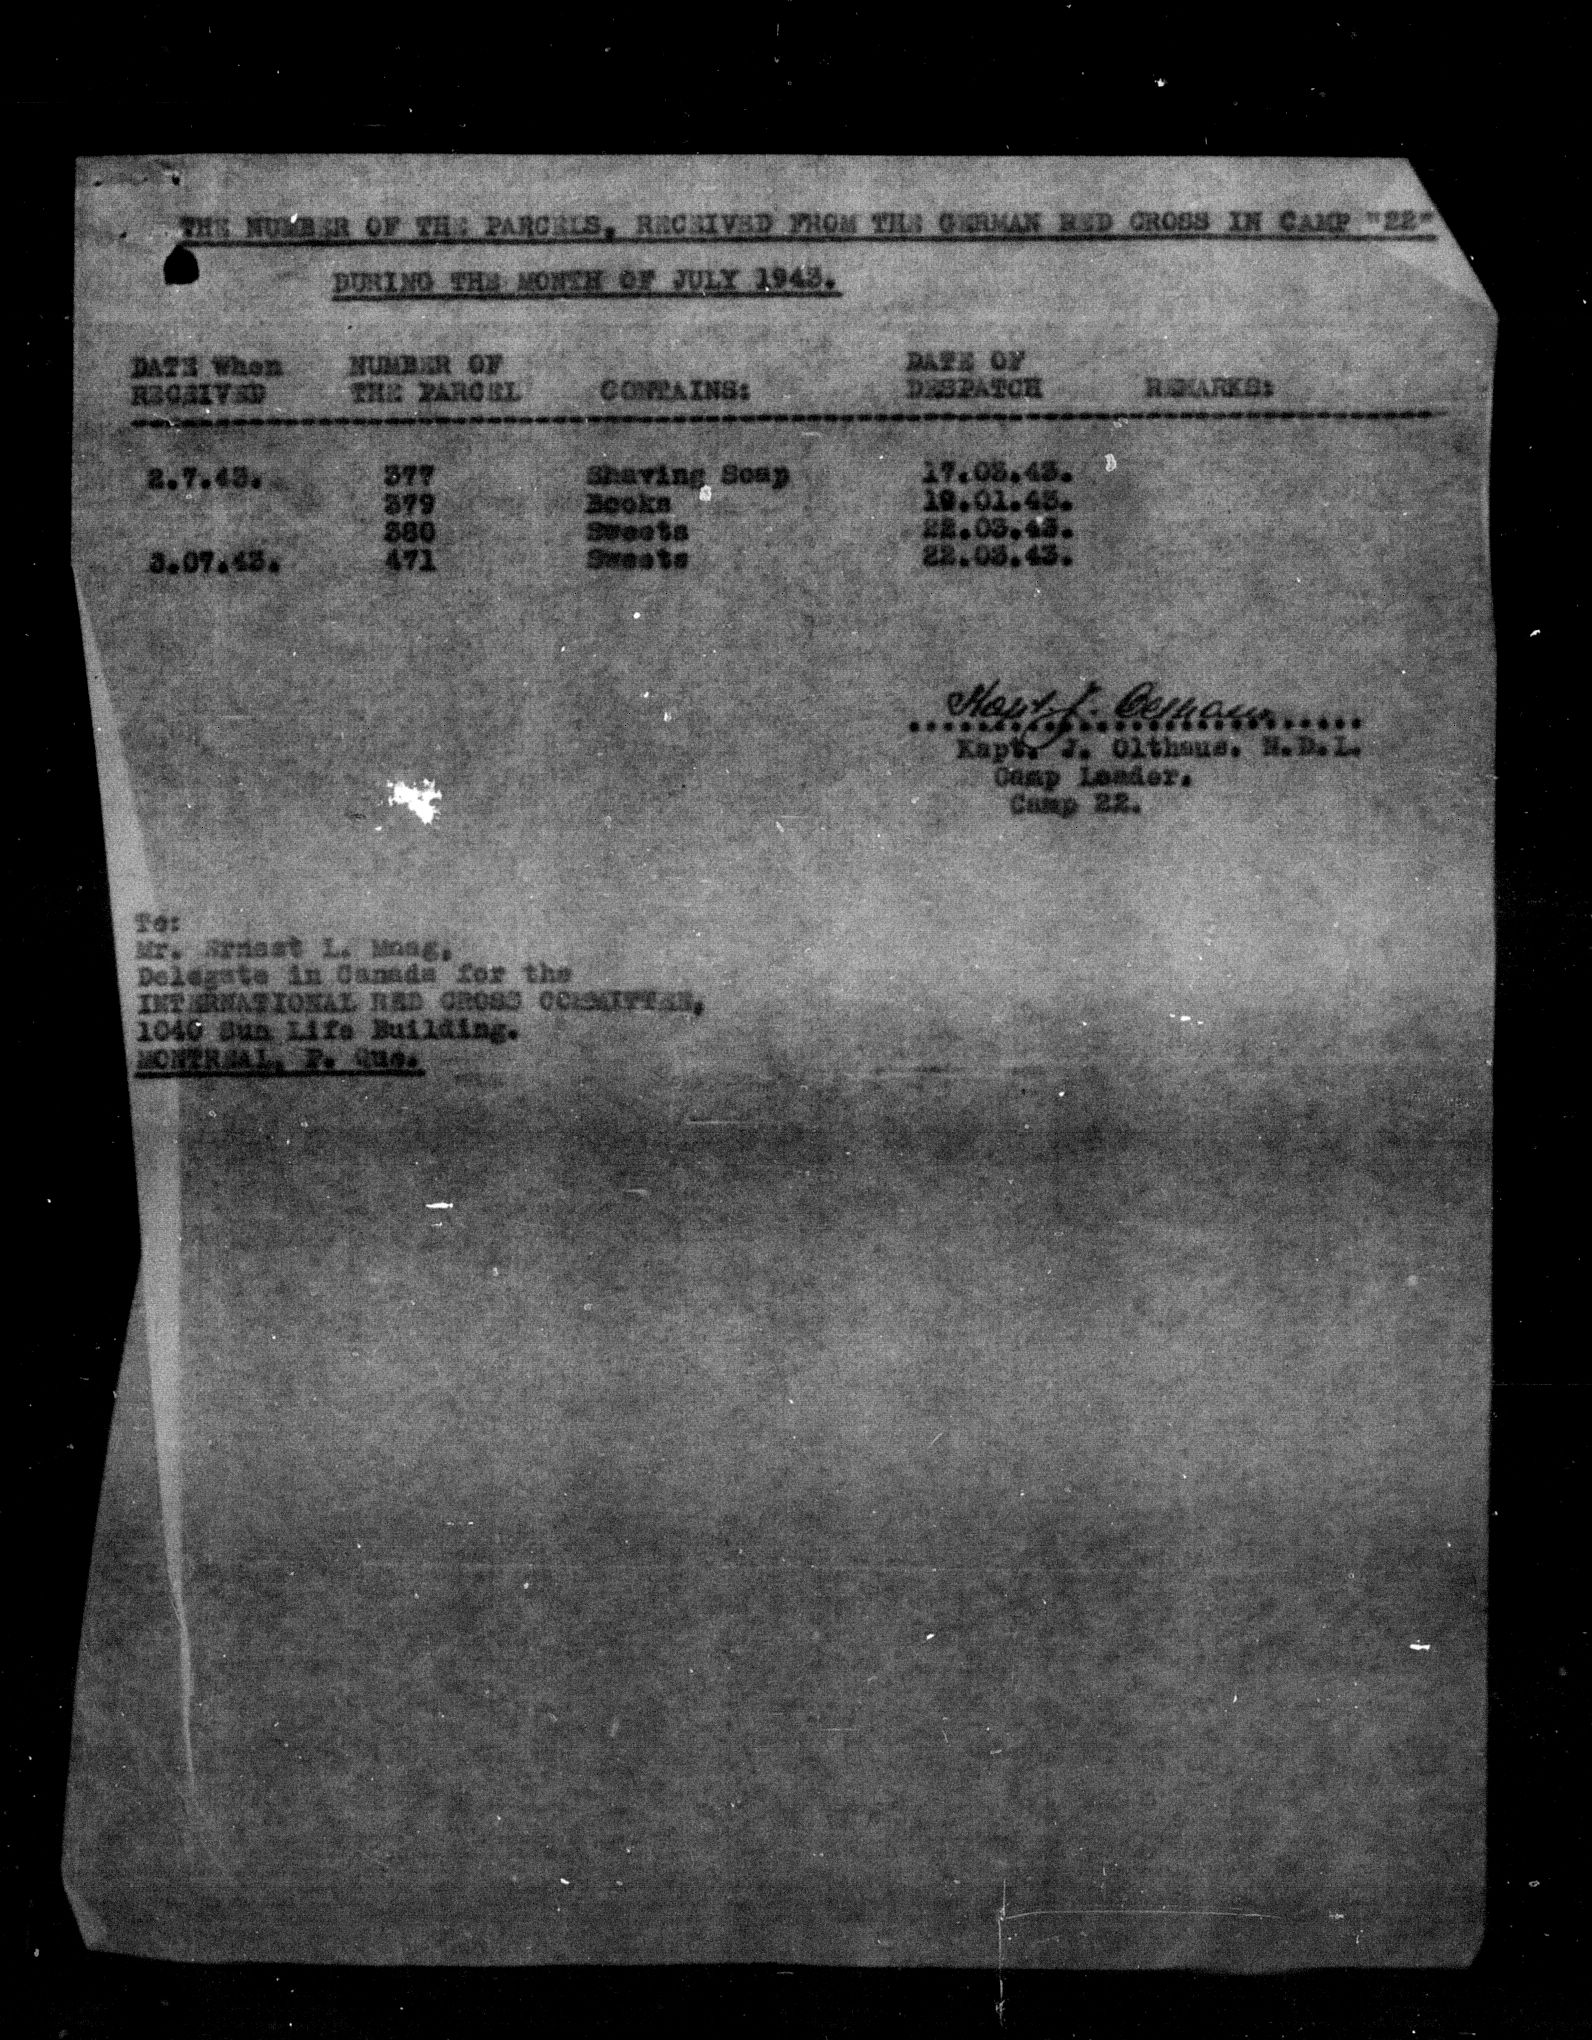 THE NUMBER OF THE PARCELS, RECEIVED FROM THE GERMAN RED CROSS IN CAMP "22"
DURING THE MONTH OF JULY 1943.
DATE When RECEIVED NUMBER OF THE PARCEL CONTAINS: DATE OF DESPATCH REMARKS:
2.7.43. 377 Shaving Soap 17.03.43.
379 Books 19.01.43.
380 Sweets 22.03.43.
3.07.43. 471 Sweets 22.03.43.
Kapt. J. Olthaus. N.D.L.
Camp Leader.
Camp 22.
To:
Mr. Ernest L. Maag,
Delegate in Canada for the
INTERNATIONAL RED CROSS COMMITTEE,
1040 Sun Life Building.
MONTREAL, P. Que.